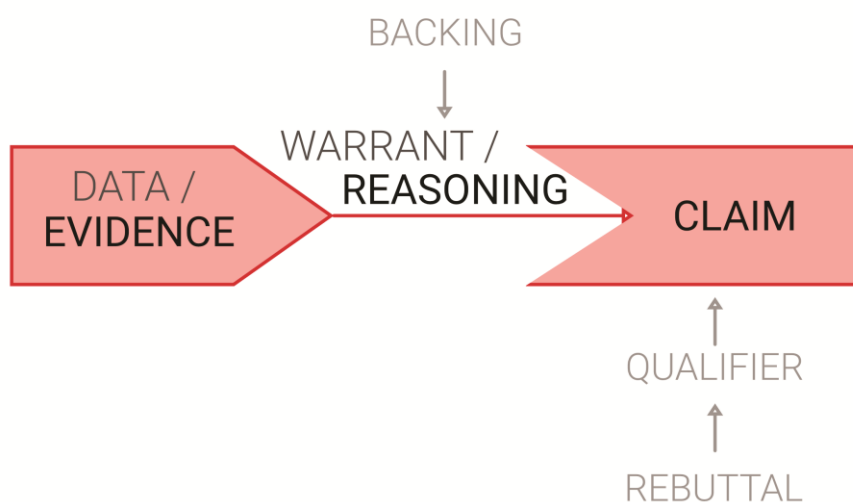 BACKING
WARRANT /
REASONING
DATA /
EVIDENCE
CLAIM
QUALIFIER
REBUTTAL